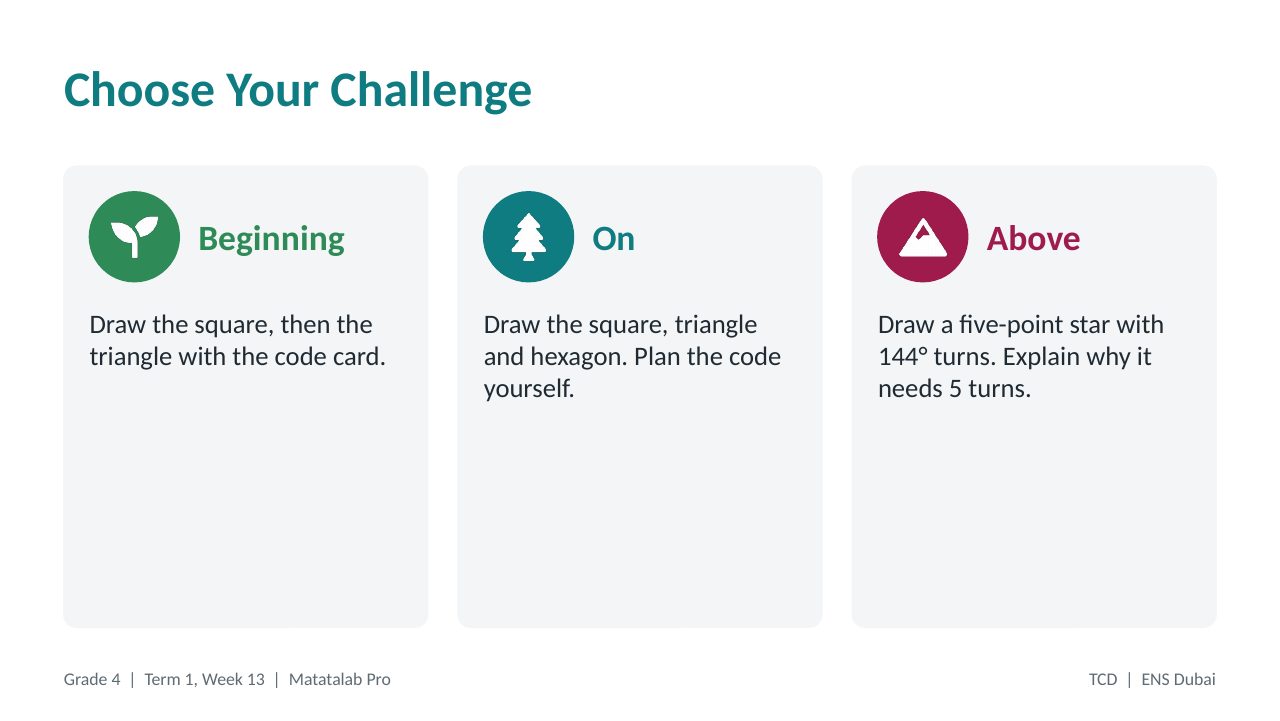 Choose Your Challenge
Beginning
Draw the square, then the
triangle with the code card.
On
Draw the square, triangle
and hexagon. Plan the code
yourself.
Above
Draw a five-point star with
144° turns. Explain why it
needs 5 turns.
Grade 4 | Term 1, Week 13 | Matatalab Pro
TCD | ENS Dubai